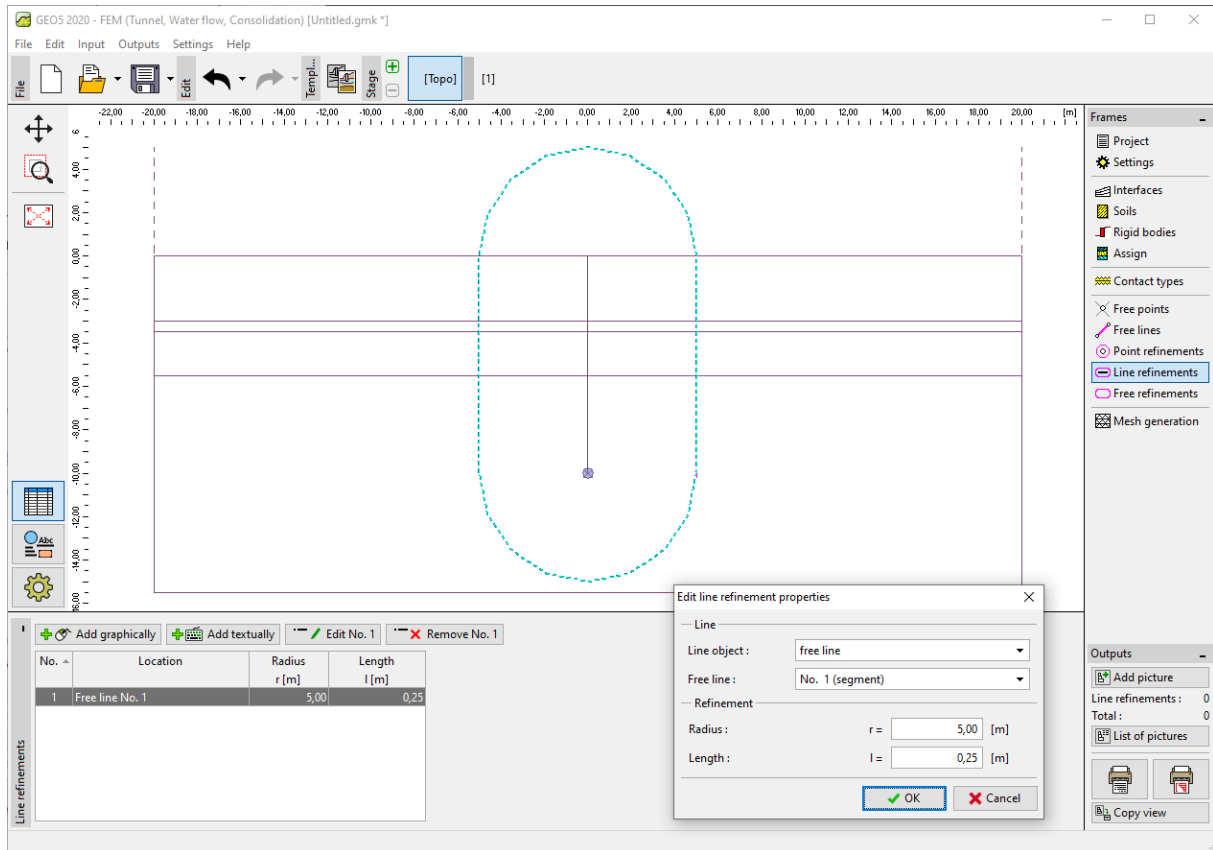 GEO5 2020 - FEM (Tunnel, Water flow, Consolidation) [Untitled.gmk *]
File Edit Input Outputs Settings Help
File
Edit
Templ...
Stage
[Topo]
[1]
-22,00 -20,00 -18,00 -16,00 -14,00 -12,00 -10,00 -8,00 -6,00 -4,00 -2,00 0,00 2,00 4,00 6,00 8,00 10,00 12,00 14,00 16,00 18,00 20,00 [m]
4,00
2,00
0,00
-2,00
-4,00
-6,00
-8,00
-10,00
-12,00
-14,00
Frames
Project
Settings
Interfaces
Soils
Rigid bodies
Assign
Contact types
Free points
Free lines
Point refinements
Line refinements
Free refinements
Mesh generation
Abc
Line refinements
Add graphically Add textually Edit No. 1 Remove No. 1
No. Location Radius Length
r [m] l [m]
1 Free line No. 1 5,00 0,25
Edit line refinement properties
Line
Line object : free line
Free line : No. 1 (segment)
Refinement
Radius : r = 5,00 [m]
Length : l = 0,25 [m]
OK Cancel
Outputs
Add picture
Line refinements : 0
Total : 0
List of pictures
Copy view